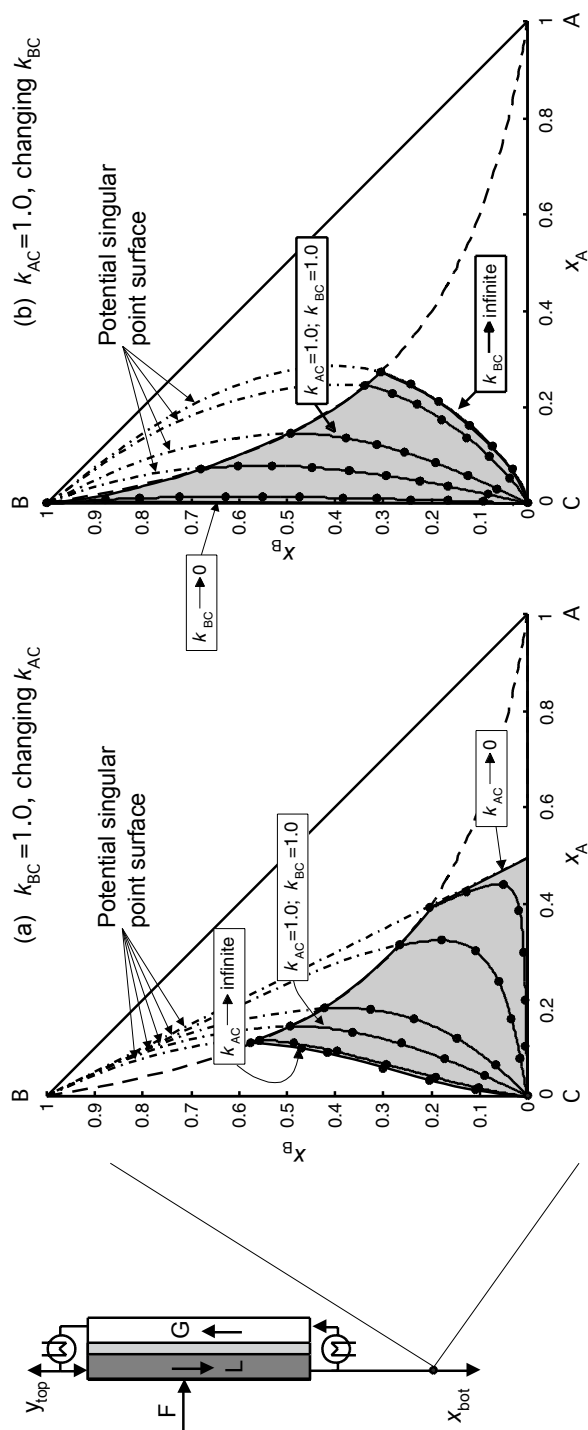 y_top
F
L
G
x_bot
(a) k_BC=1.0, changing k_AC
B
Potential singular
point surface
k_AC → infinite
k_AC=1.0; k_BC=1.0
k_AC → 0
x_B
1
0.9
0.8
0.7
0.6
0.5
0.4
0.3
0.2
0.1
0
0
0.2
0.4
0.6
0.8
1
C
x_A
A
(b) k_AC=1.0, changing k_BC
B
Potential singular
point surface
k_AC=1.0; k_BC=1.0
k_BC → 0
k_BC → infinite
x_B
1
0.9
0.8
0.7
0.6
0.5
0.4
0.3
0.2
0.1
0
0
0.2
0.4
0.6
0.8
1
C
x_A
A